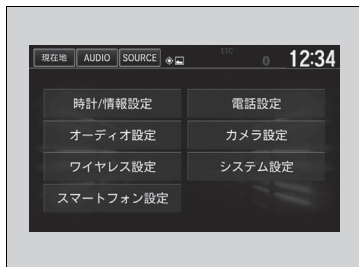 現在地 AUDIO SOURCE ETC 12:34
時計/情報設定 電話設定
オーディオ設定 カメラ設定
ワイヤレス設定 システム設定
スマートフォン設定